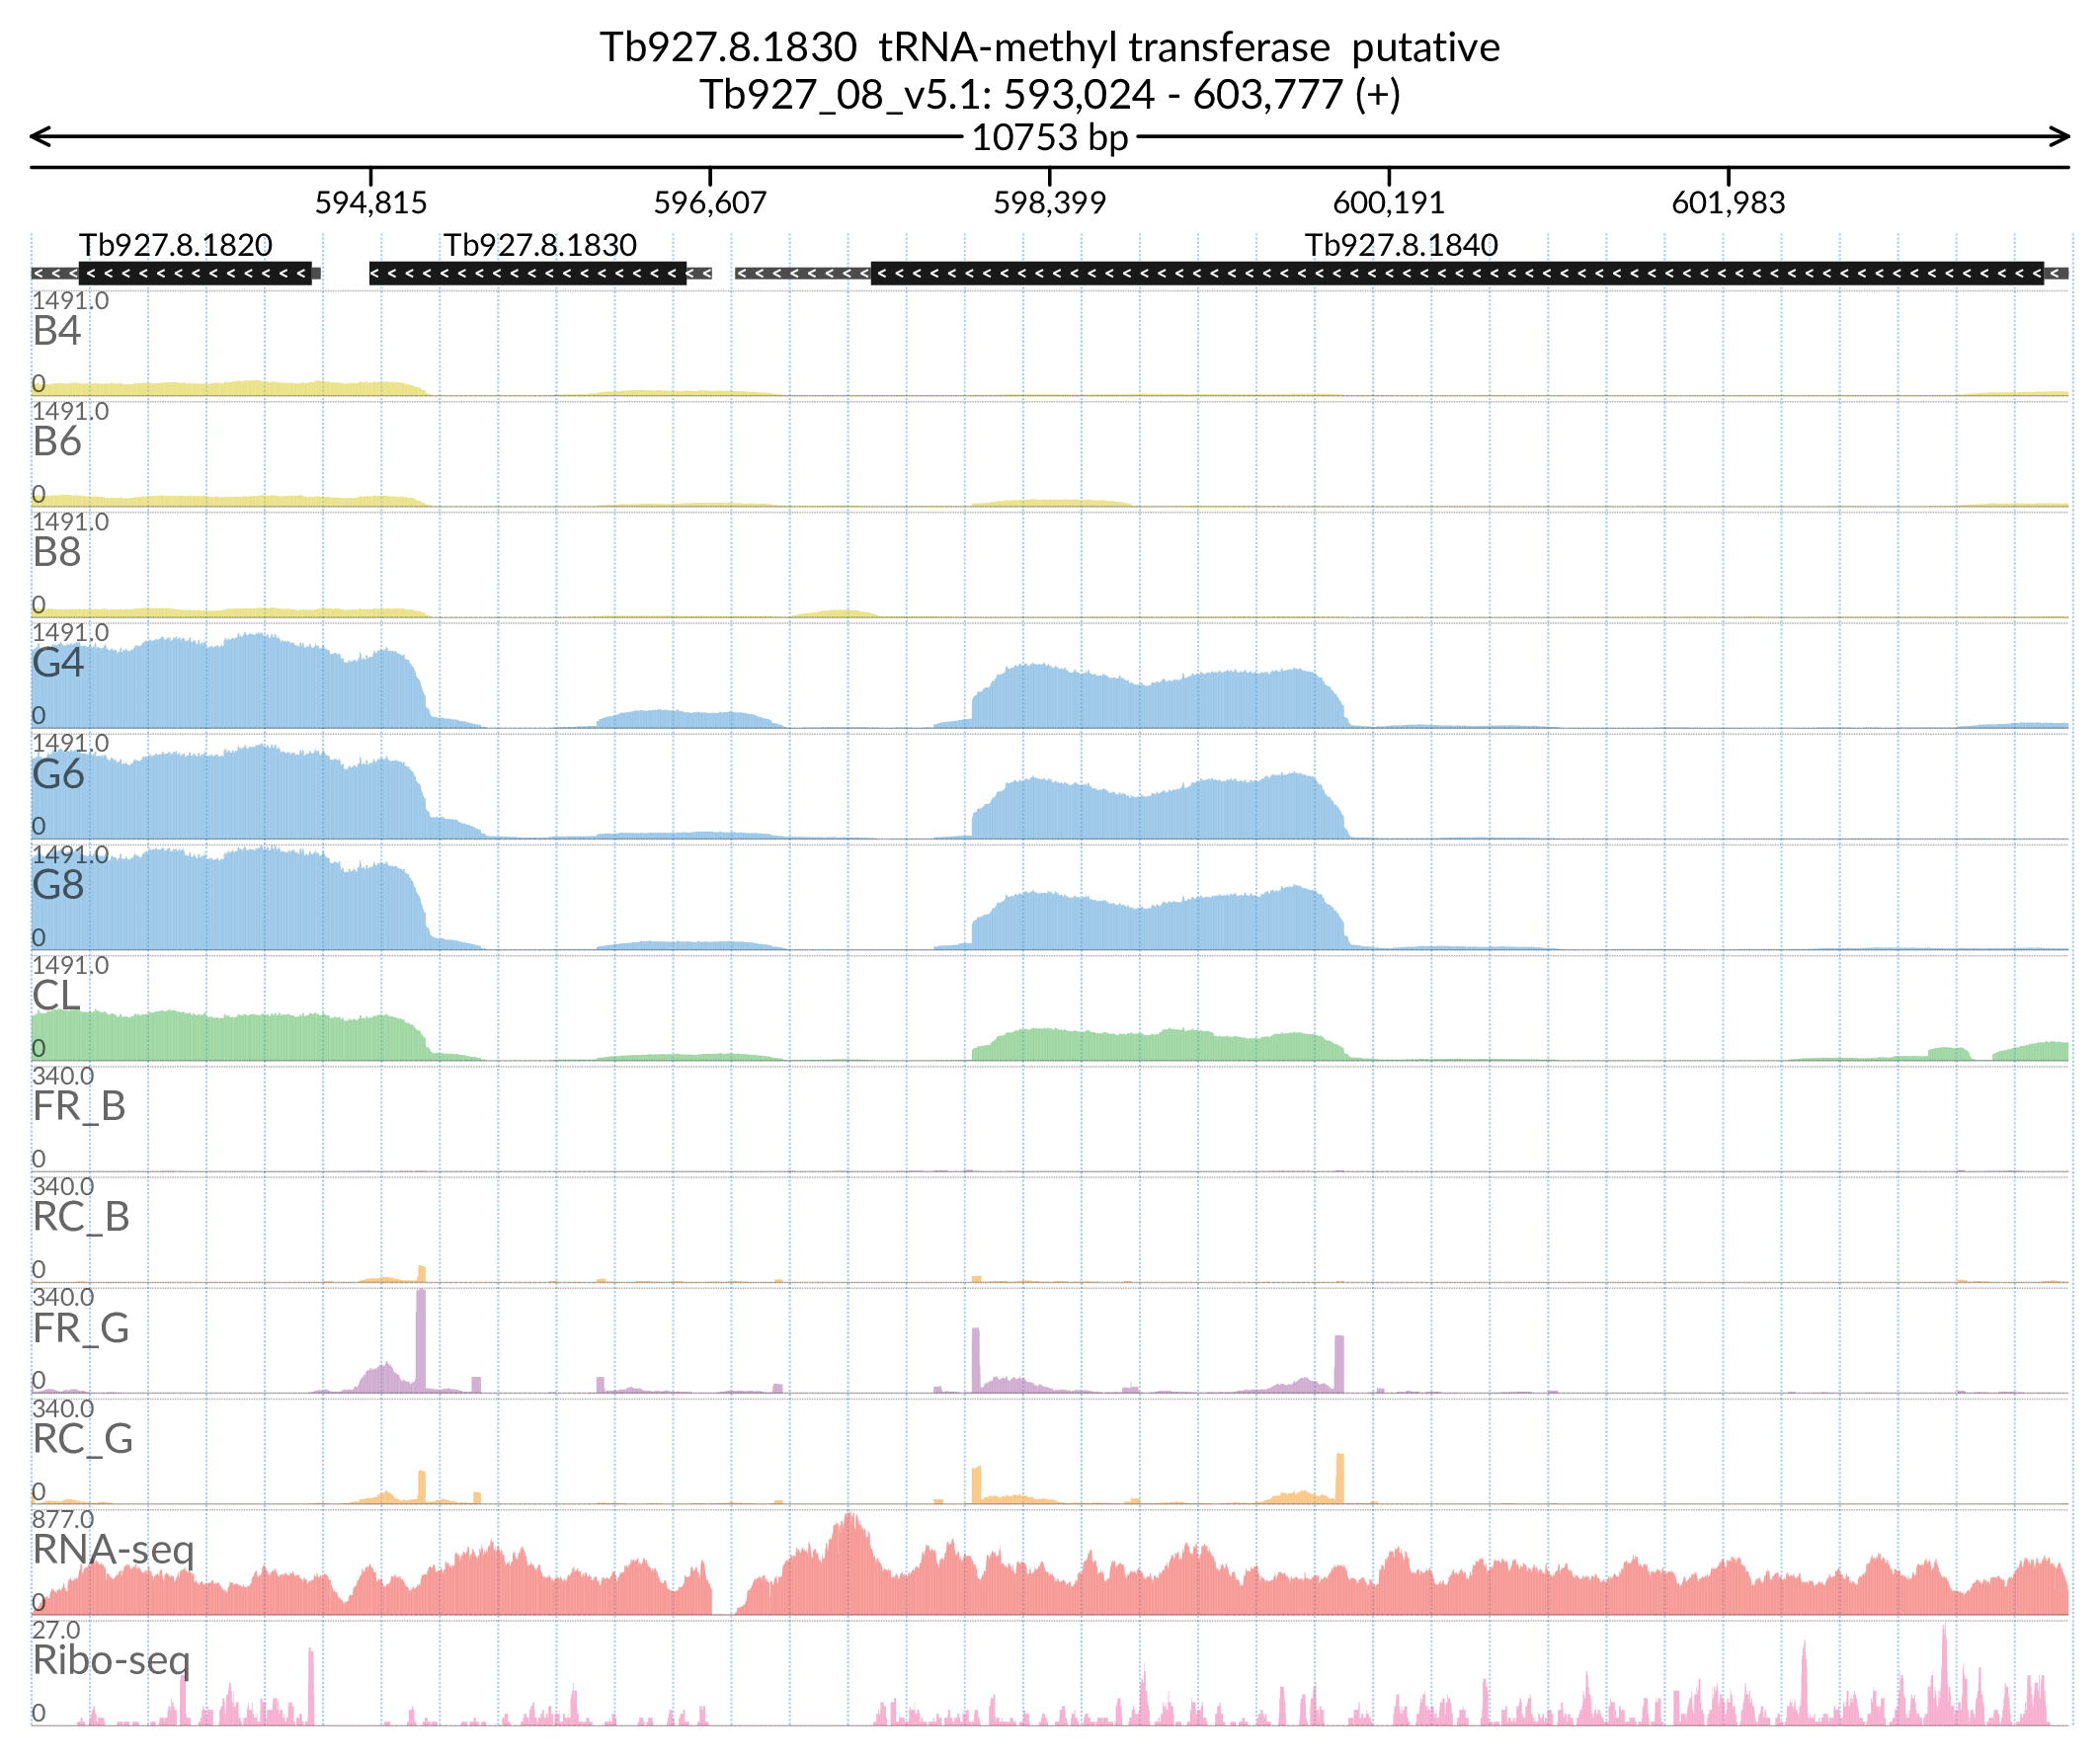 Tb927.8.1830 tRNA-methyl transferase putative
Tb927_08_v5.1: 593,024 - 603,777 (+)
10753 bp
594,815 596,607 598,399 600,191 601,983
Tb927.8.1820 Tb927.8.1830 Tb927.8.1840
1491.0
B4
0
1491.0
B6
0
1491.0
B8
0
1491.0
G4
0
1491.0
G6
0
1491.0
G8
0
1491.0
CL
0
340.0
FR_B
0
340.0
RC_B
0
340.0
FR_G
0
340.0
RC_G
0
877.0
RNA-seq
0
27.0
Ribo-seq
0